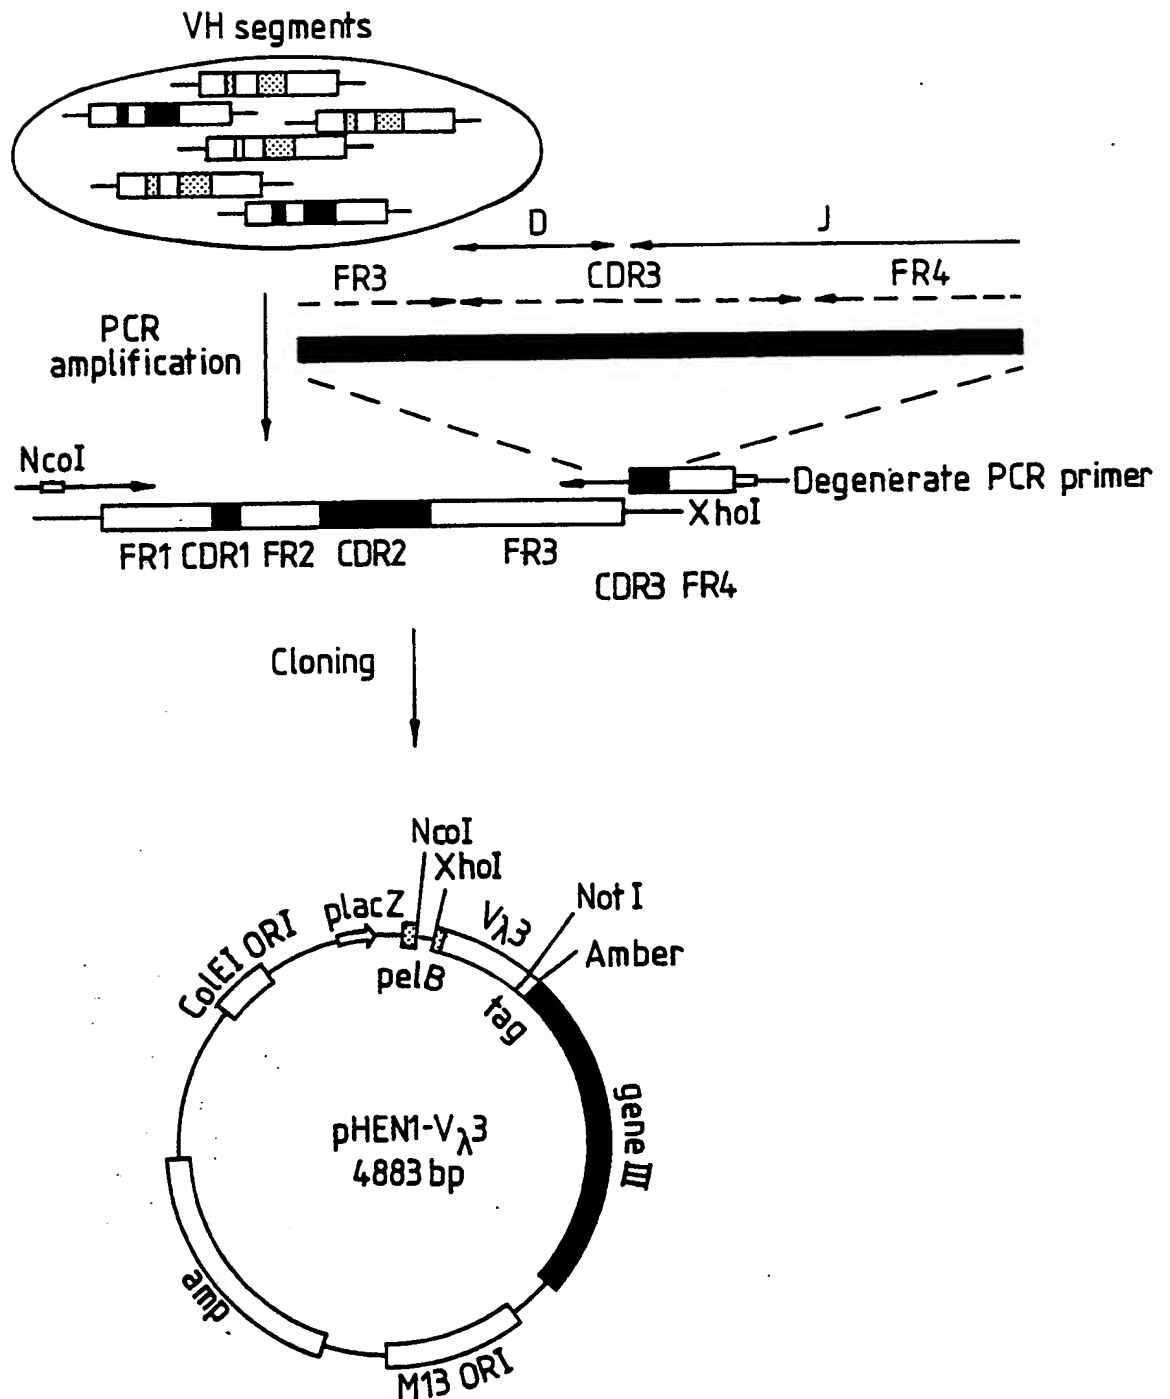 VH segments
D
J
FR3
CDR3
FR4
PCR
amplification
NcoI
Degenerate PCR primer
XhoI
FR1 CDR1 FR2 CDR2 FR3
CDR3 FR4
Cloning
NcoI
XhoI
placZ
Vλ3
Not I
Amber
ColEI ORI
pelB
tag
gene III
pHEN1-Vλ3
4883 bp
amp
M13 ORI